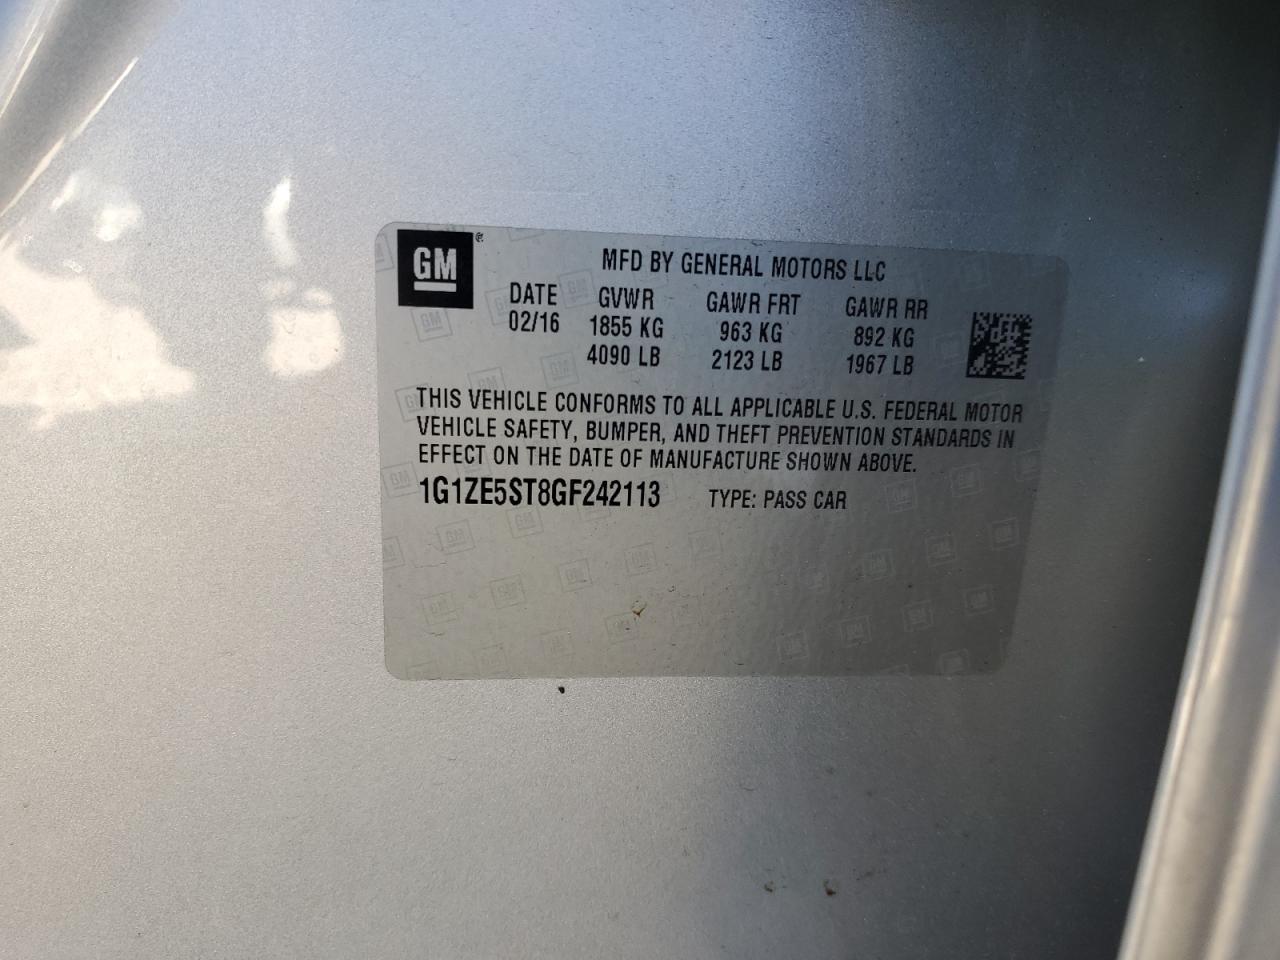 GM®
MFD BY GENERAL MOTORS LLC
DATE GVWR GAWR FRT GAWR RR
02/16 1855 KG 963 KG 892 KG
4090 LB 2123 LB 1967 LB
THIS VEHICLE CONFORMS TO ALL APPLICABLE U.S. FEDERAL MOTOR
VEHICLE SAFETY, BUMPER, AND THEFT PREVENTION STANDARDS IN
EFFECT ON THE DATE OF MANUFACTURE SHOWN ABOVE.
1G1ZE5ST8GF242113 TYPE: PASS CAR